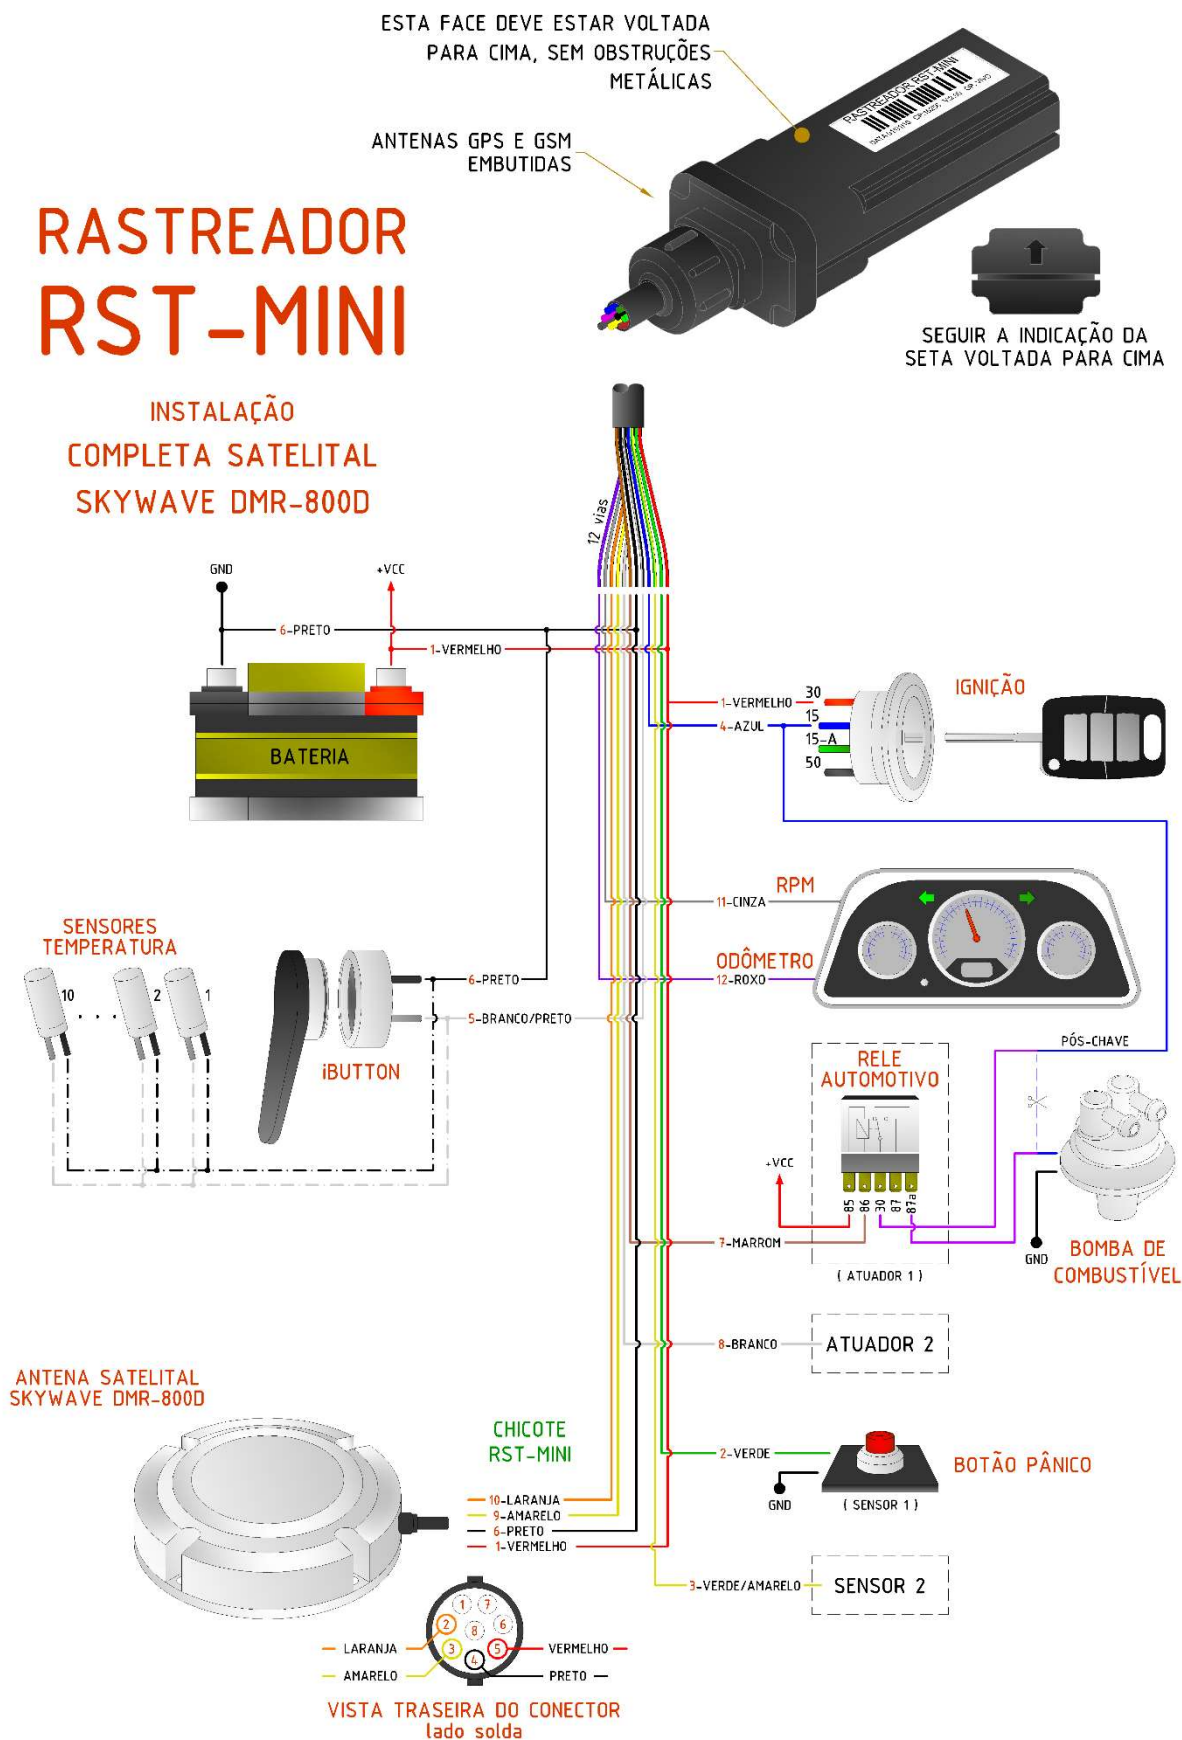 ESTA FACE DEVE ESTAR VOLTADA
PARA CIMA, SEM OBSTRUÇÕES
METÁLICAS
RASTREADOR RST-MINI
ANTENAS GPS E GSM
EMBUTIDAS
RASTREADOR
RST-MINI
SEGUIR A INDICAÇÃO DA
SETA VOLTADA PARA CIMA
INSTALAÇÃO
COMPLETA SATELITAL
SKYWAVE DMR-800D
12 vias
GND
+VCC
6-PRETO
1-VERMELHO
BATERIA
1-VERMELHO
30
4-AZUL
15
15-A
50
IGNIÇÃO
RPM
11-CINZA
ODÔMETRO
12-ROXO
SENSORES
TEMPERATURA
10
. . .
2
1
6-PRETO
5-BRANCO/PRETO
iBUTTON
PÓS-CHAVE
RELE
AUTOMOTIVO
+VCC
85
86
30
87
87a
7-MARROM
( ATUADOR 1 )
GND
BOMBA DE
COMBUSTÍVEL
8-BRANCO
ATUADOR 2
ANTENA SATELITAL
SKYWAVE DMR-800D
CHICOTE
RST-MINI
2-VERDE
BOTÃO PÂNICO
GND
( SENSOR 1 )
10-LARANJA
9-AMARELO
6-PRETO
1-VERMELHO
3-VERDE/AMARELO
SENSOR 2
1
7
2
6
8
3
5
4
LARANJA
VERMELHO
AMARELO
PRETO
VISTA TRASEIRA DO CONECTOR
lado solda